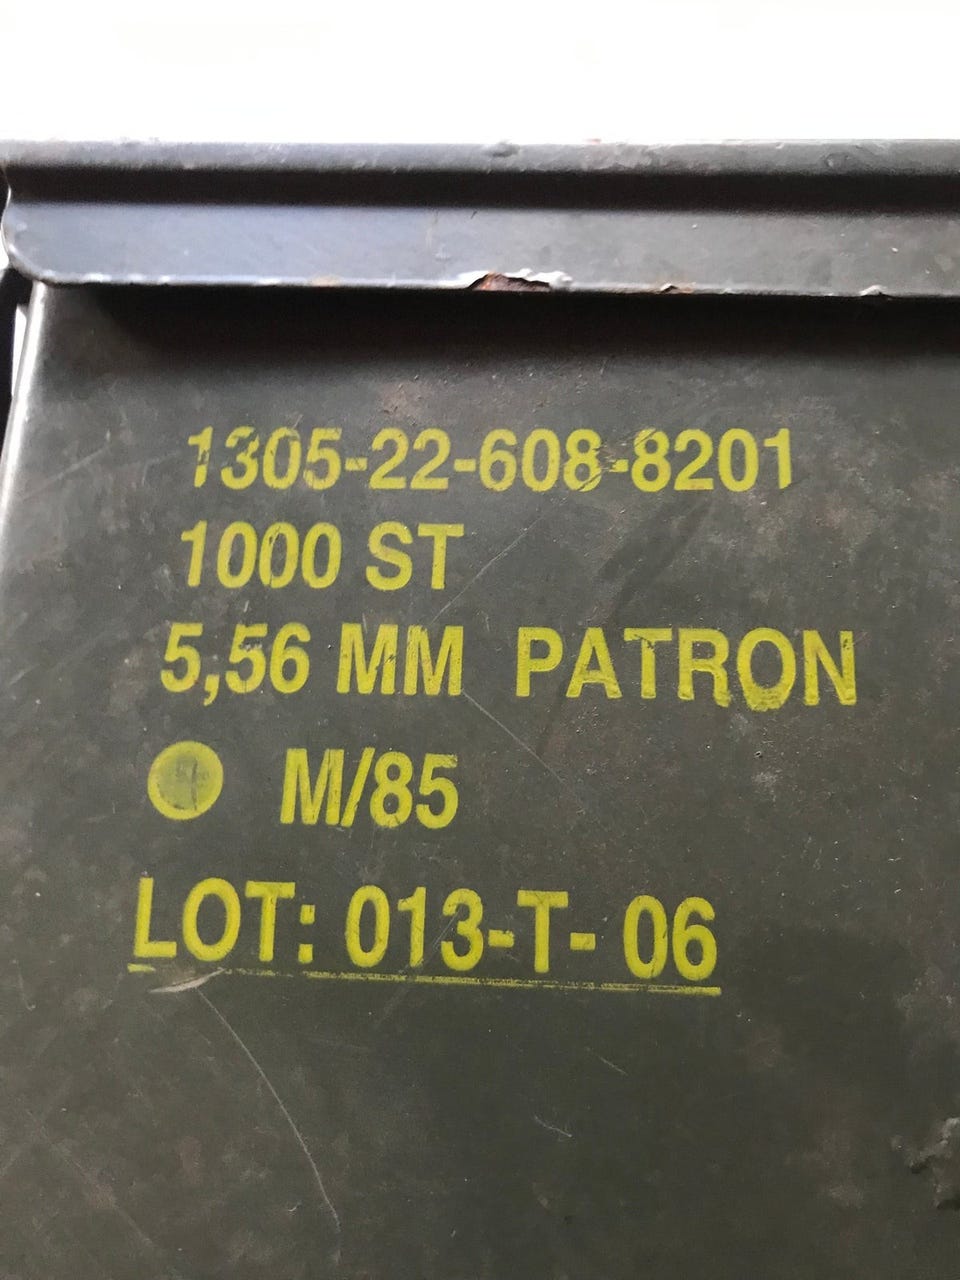 1305-22-608-8201
1000 ST
5,56 MM PATRON
M/85
LOT: 013-T-06